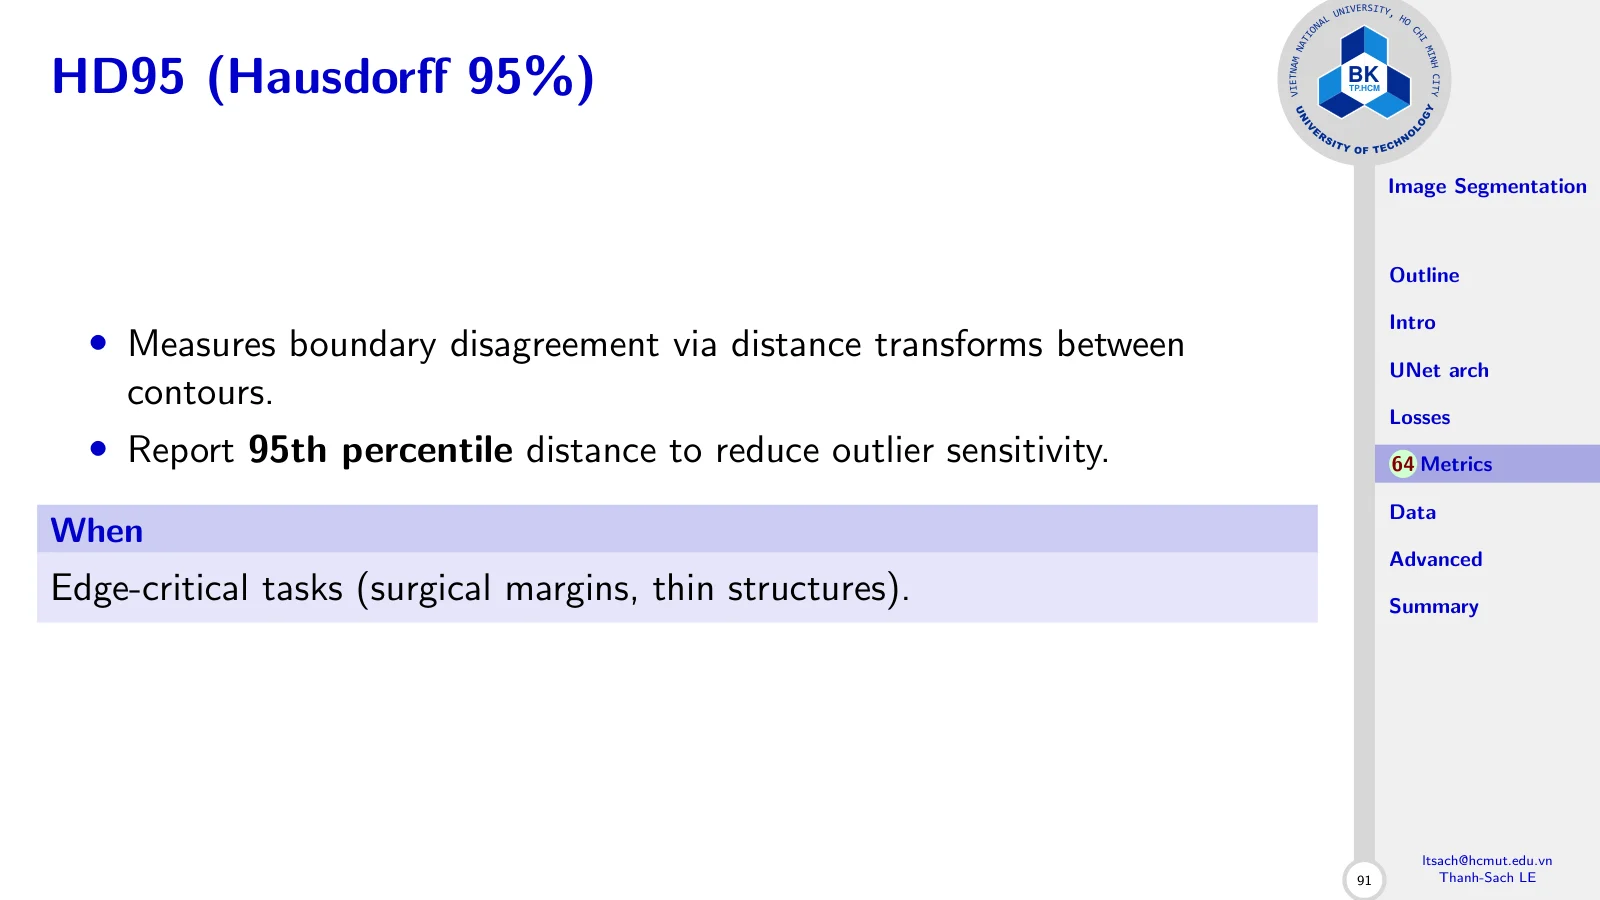 HD95 (Hausdorff 95%)
VIETNAM NATIONAL UNIVERSITY, HO CHI MINH CITY
BK
TP.HCM
UNIVERSITY OF TECHNOLOGY
Image Segmentation
Outline
Intro
UNet arch
Losses
64 Metrics
Data
Advanced
Summary
• Measures boundary disagreement via distance transforms between
contours.
• Report 95th percentile distance to reduce outlier sensitivity.
When
Edge-critical tasks (surgical margins, thin structures).
ltsach@hcmut.edu.vn
Thanh-Sach LE
91